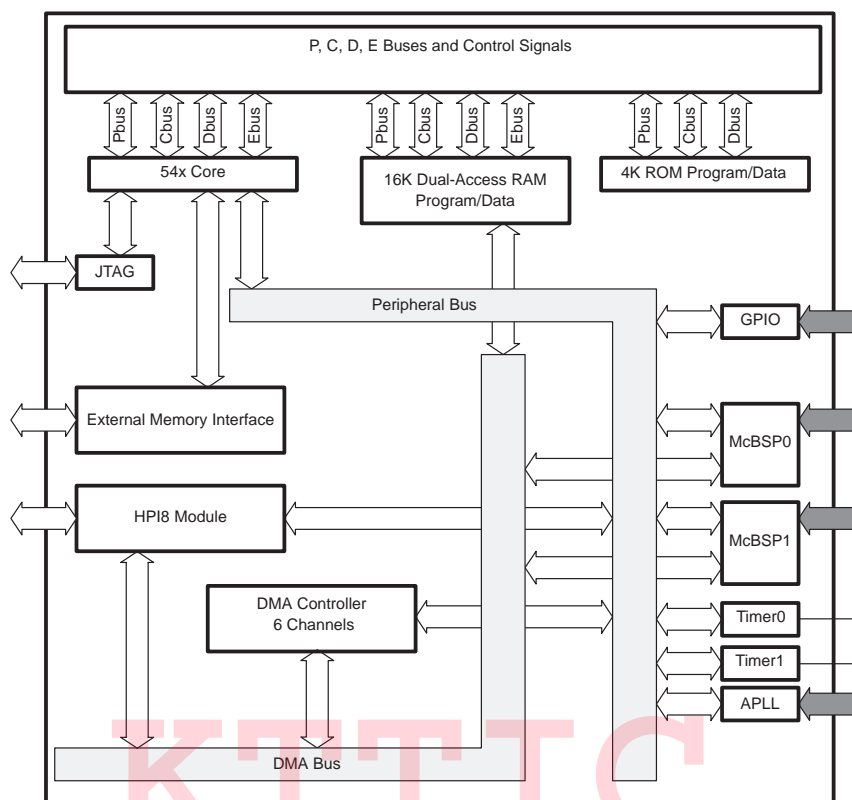 P, C, D, E Buses and Control Signals
Pbus
Cbus
Dbus
Ebus
Pbus
Cbus
Dbus
Ebus
Pbus
Cbus
Dbus
54x Core
16K Dual-Access RAM
Program/Data
4K ROM Program/Data
JTAG
Peripheral Bus
GPIO
External Memory Interface
McBSP0
HPI8 Module
McBSP1
DMA Controller
6 Channels
Timer0
Timer1
APLL
DMA Bus
KTTIC